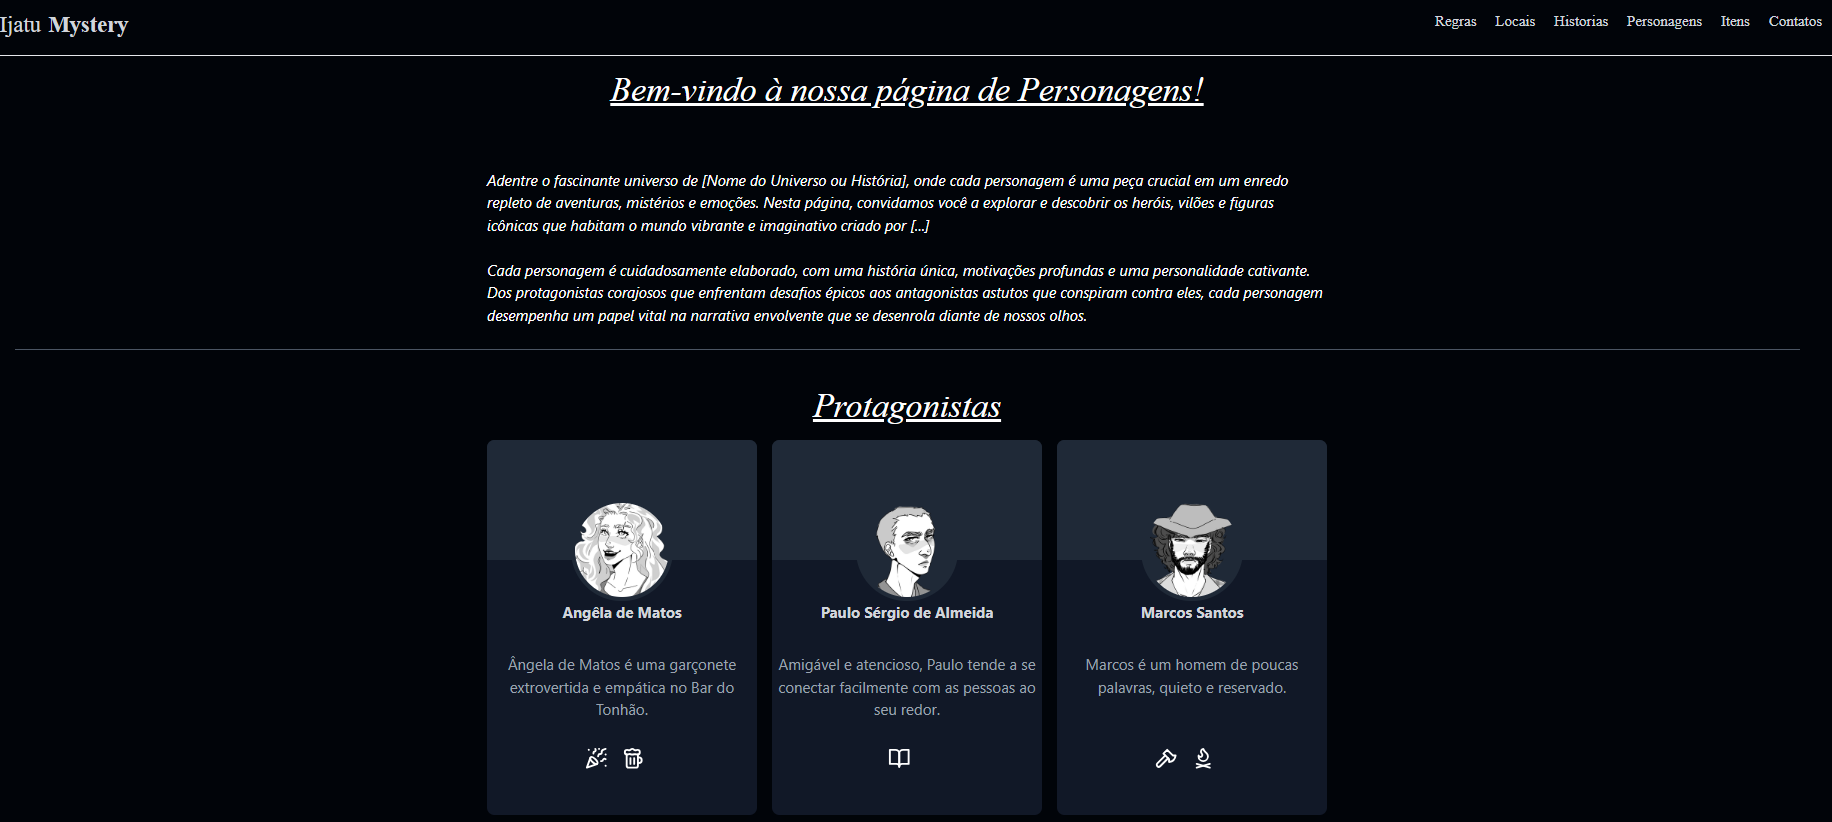 Ijatu Mystery
Regras Locais Historias Personagens Itens Contatos
Bem-vindo à nossa página de Personagens!
Adentre o fascinante universo de [Nome do Universo ou História], onde cada personagem é uma peça crucial em um enredo
repleto de aventuras, mistérios e emoções. Nesta página, convidamos você a explorar e descobrir os heróis, vilões e figuras
icônicas que habitam o mundo vibrante e imaginativo criado por [...]
Cada personagem é cuidadosamente elaborado, com uma história única, motivações profundas e uma personalidade cativante.
Dos protagonistas corajosos que enfrentam desafios épicos aos antagonistas astutos que conspiram contra eles, cada personagem
desempenha um papel vital na narrativa envolvente que se desenrola diante de nossos olhos.
Protagonistas
Angêla de Matos
Ângela de Matos é uma garçonete
extrovertida e empática no Bar do
Tonhão.
Paulo Sérgio de Almeida
Amigável e atencioso, Paulo tende a se
conectar facilmente com as pessoas ao
seu redor.
Marcos Santos
Marcos é um homem de poucas
palavras, quieto e reservado.